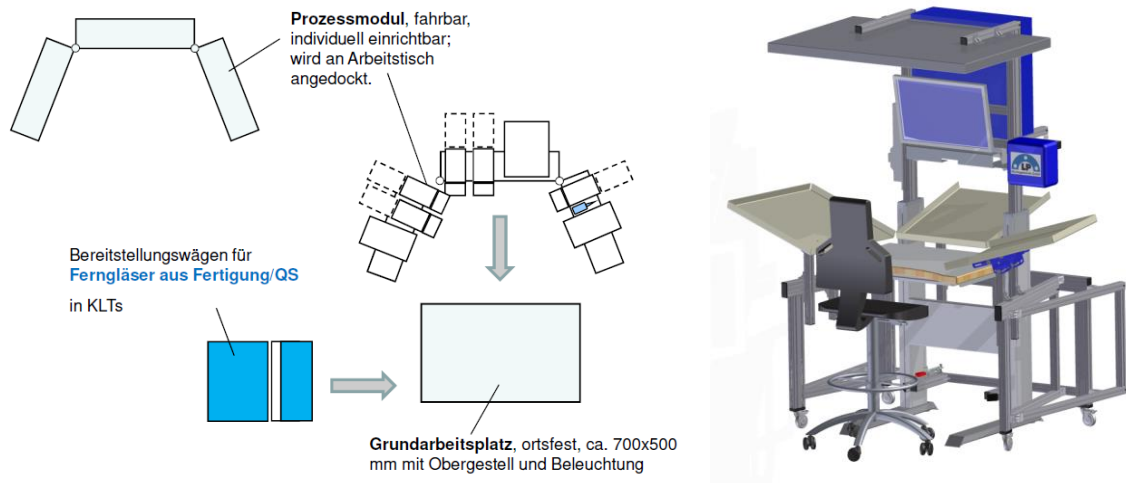 Prozessmodul, fahrbar,
individuell einrichtbar;
wird an Arbeitstisch
angedockt.
Bereitstellungswägen für
Ferngläser aus Fertigung/QS
in KLTs
Grundarbeitsplatz, ortsfest, ca. 700x500
mm mit Obergestell und Beleuchtung
LP